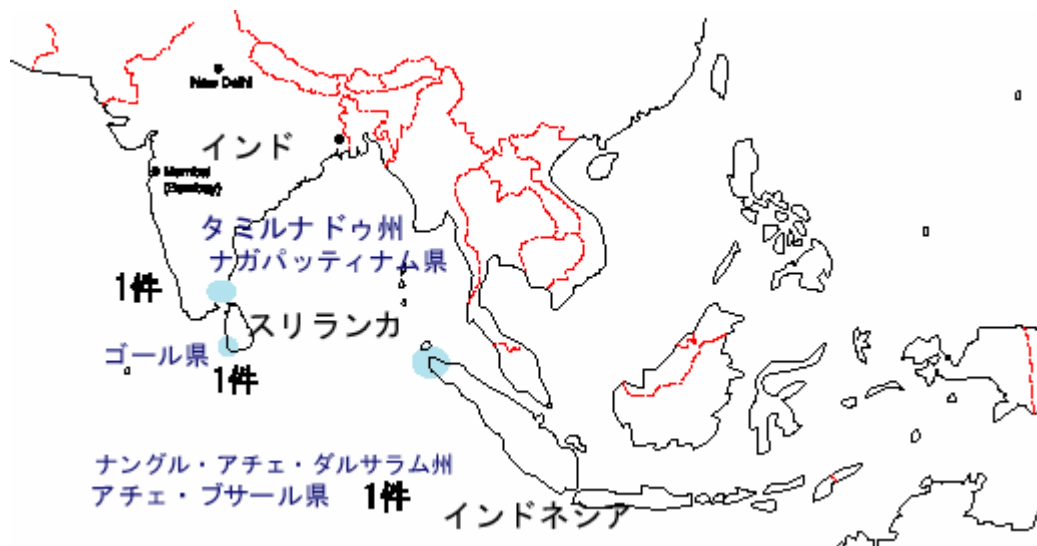 New Delhi
インド
Mumbai
(Bombay)
タミルナドゥ州
ナガパッティナム県
1件
スリランカ
ゴール県
1件
ナングル・アチェ・ダルサラム州
アチェ・ブサール県
1件
インドネシア